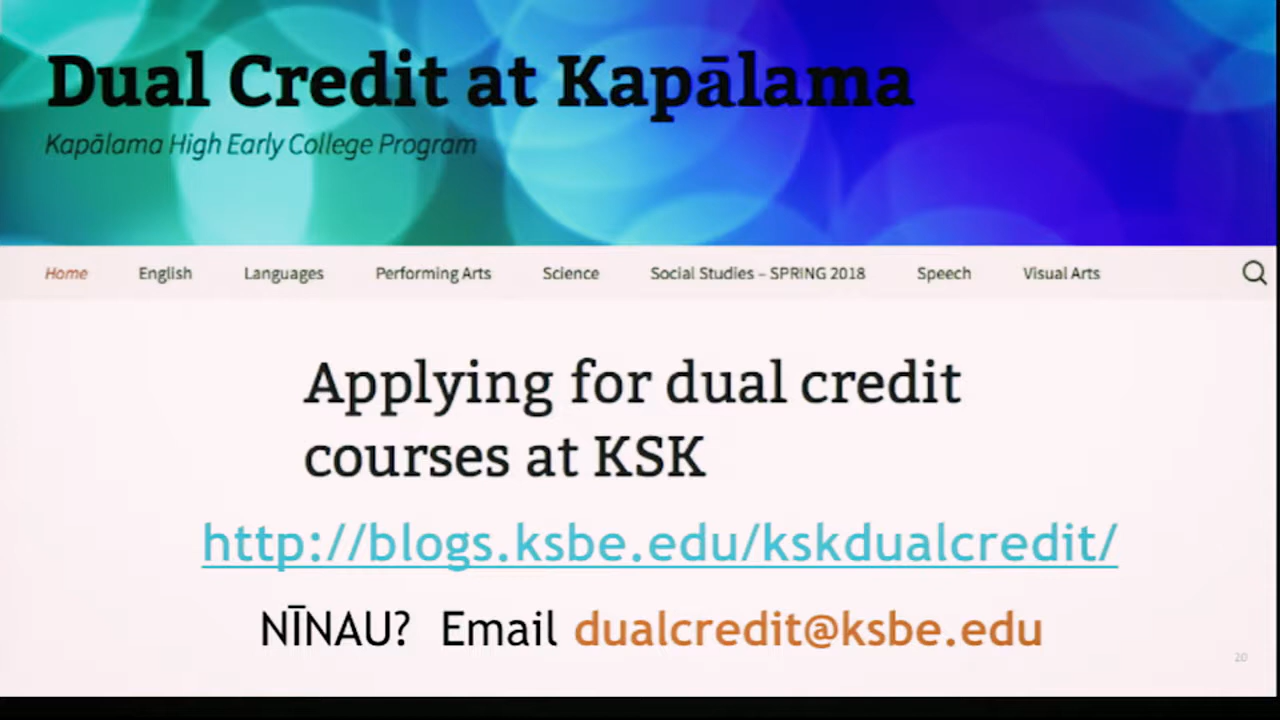 Dual Credit at Kapālama
Kapālama High Early College Program
Home English Languages Performing Arts Science Social Studies – SPRING 2018 Speech Visual Arts
Applying for dual credit
courses at KSK
http://blogs.ksbe.edu/kskdualcredit/
NĪNAU? Email dualcredit@ksbe.edu
20